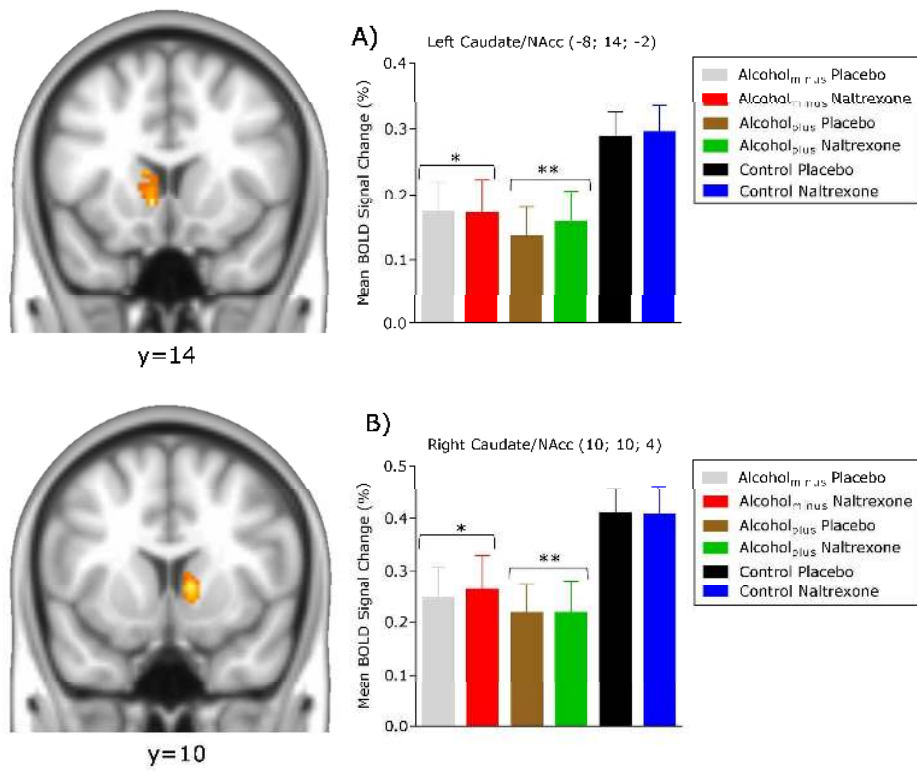 A)
Left Caudate/NAcc (-8; 14; -2)
Mean BOLD Signal Change (%)
0.4
0.3
0.2
0.1
0.0
*
**
Alcoholminus Placebo
Alcoholminus Naltrexone
Alcoholplus Placebo
Alcoholplus Naltrexone
Control Placebo
Control Naltrexone
y=14
B)
Right Caudate/NAcc (10; 10; 4)
Mean BOLD Signal Change (%)
0.5
0.4
0.3
0.2
0.1
0.0
*
**
Alcoholminus Placebo
Alcoholminus Naltrexone
Alcoholplus Placebo
Alcoholplus Naltrexone
Control Placebo
Control Naltrexone
y=10